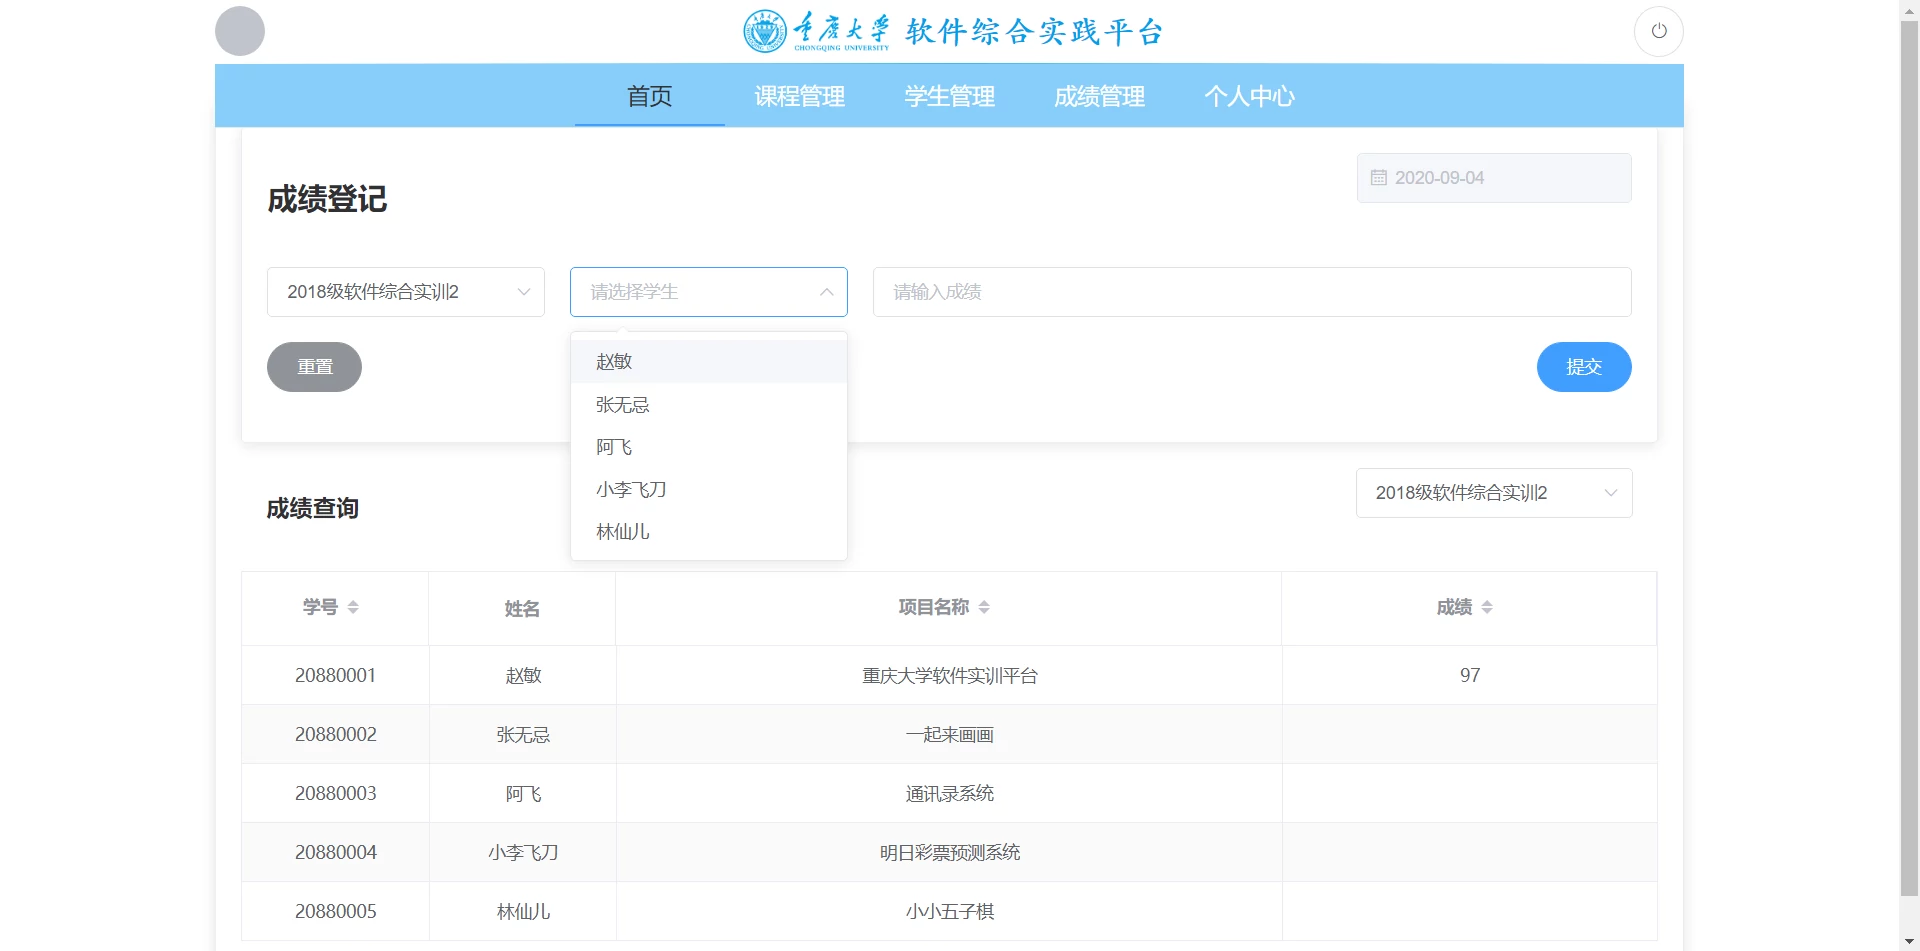 重庆大学 软件综合实践平台
CHONGQING UNIVERSITY
首页 课程管理 学生管理 成绩管理 个人中心
2020-09-04
成绩登记
2018级软件综合实训2 请选择学生 请输入成绩
重置 提交
赵敏
张无忌
阿飞
小李飞刀
林仙儿
2018级软件综合实训2
成绩查询
学号 姓名 项目名称 成绩
20880001 赵敏 重庆大学软件实训平台 97
20880002 张无忌 一起来画画
20880003 阿飞 通讯录系统
20880004 小李飞刀 明日彩票预测系统
20880005 林仙儿 小小五子棋